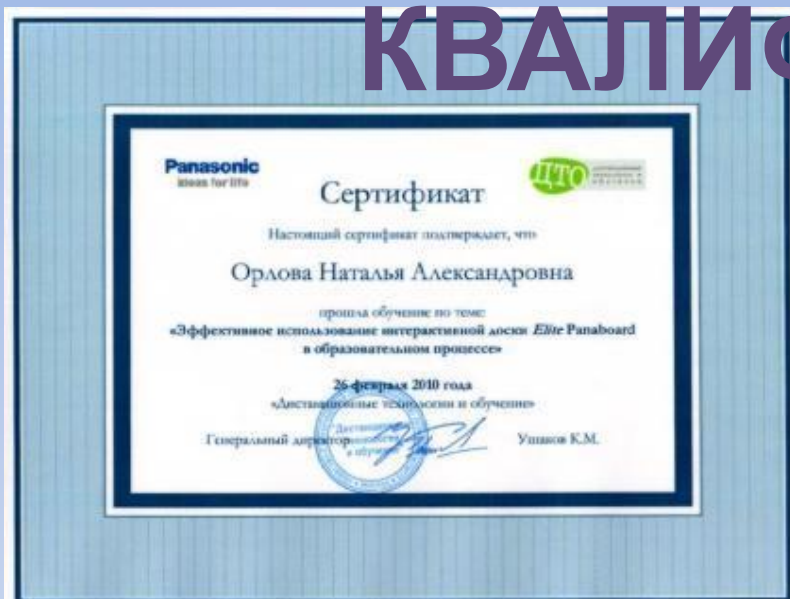 КВАЛИФ
Panasonic
ideas for life
ДТО
Сертификат
Настоящий сертификат подтверждает, что
Орлова Наталья Александровна
прошла обучение по теме:
«Эффективное использование интерактивной доски Elite Panaboard
в образовательном процессе»
26 февраля 2010 года
«Дистанционные технологии и обучение»
Генеральный директор Ушаков К.М.